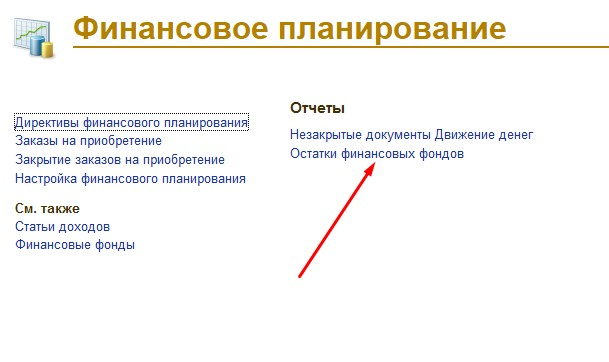 Финансовое планирование
Директивы финансового планирования
Заказы на приобретение
Закрытие заказов на приобретение
Настройка финансового планирования
См. также
Статьи доходов
Финансовые фонды
Отчеты
Незакрытые документы Движение денег
Остатки финансовых фондов